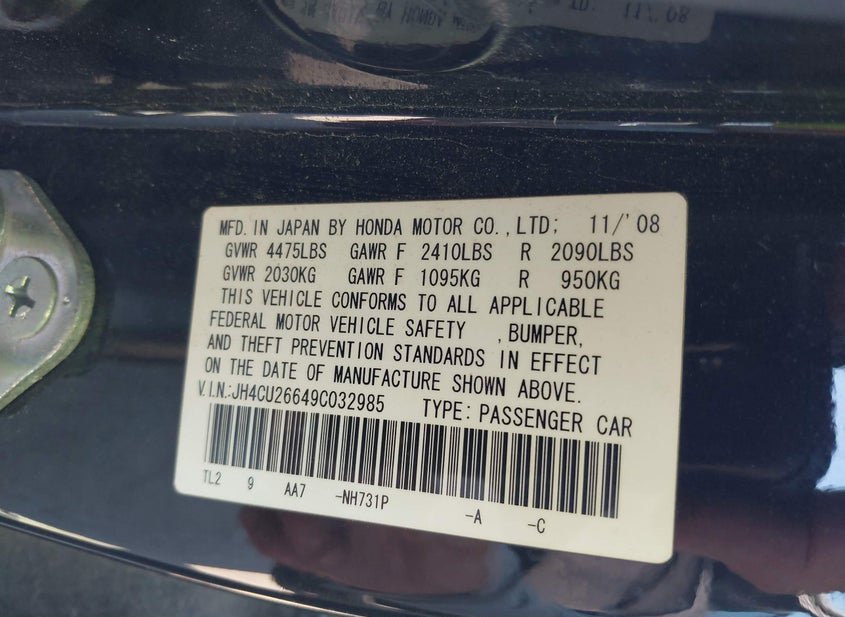 11/'08
MFD. IN JAPAN BY HONDA MOTOR CO., LTD; 11/'08
GVWR 4475LBS GAWR F 2410LBS R 2090LBS
GVWR 2030KG GAWR F 1095KG R 950KG
THIS VEHICLE CONFORMS TO ALL APPLICABLE
FEDERAL MOTOR VEHICLE SAFETY , BUMPER,
AND THEFT PREVENTION STANDARDS IN EFFECT
ON THE DATE OF MANUFACTURE SHOWN ABOVE.
V.I.N.:JH4CU26649C032985 TYPE: PASSENGER CAR
TL2 9 AA7 -NH731P -A -C